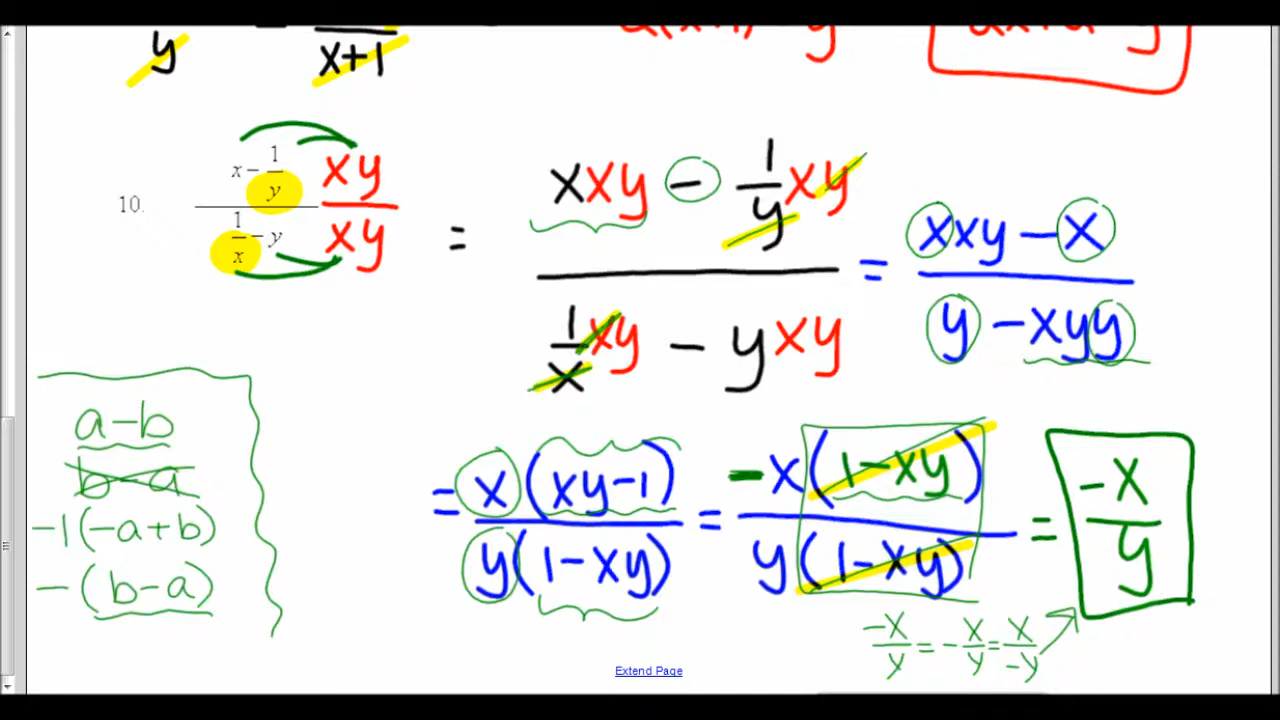 y = x+1
10. (x - 1/y)/(1/x - y) xy/xy = (xxy - 1/y xy)/(1/x xy - y xy) = (xxy - x)/(y - xyy)
a-b
b-a
-1(-a+b)
-(b-a)
= x(xy-1)/y(1-xy) = -x(1-xy)/y(1-xy) = -x/y
-x/y = -x/y = x/-y
Extend Page